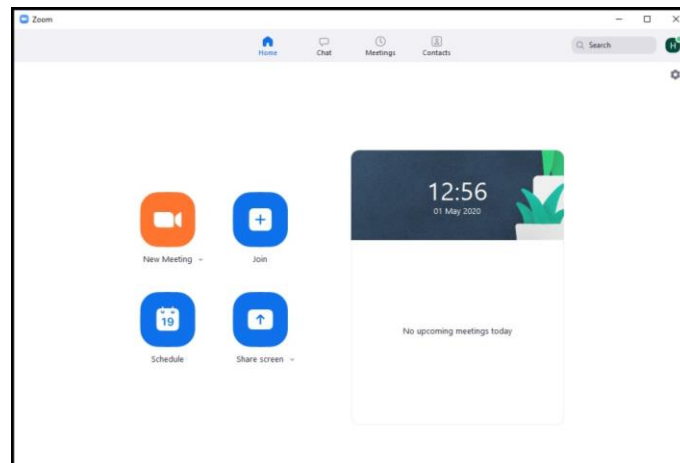 Zoom
Home
Chat
Meetings
Contacts
Search
H
12:56
01 May 2020
New Meeting
Join
19
Schedule
Share screen
No upcoming meetings today